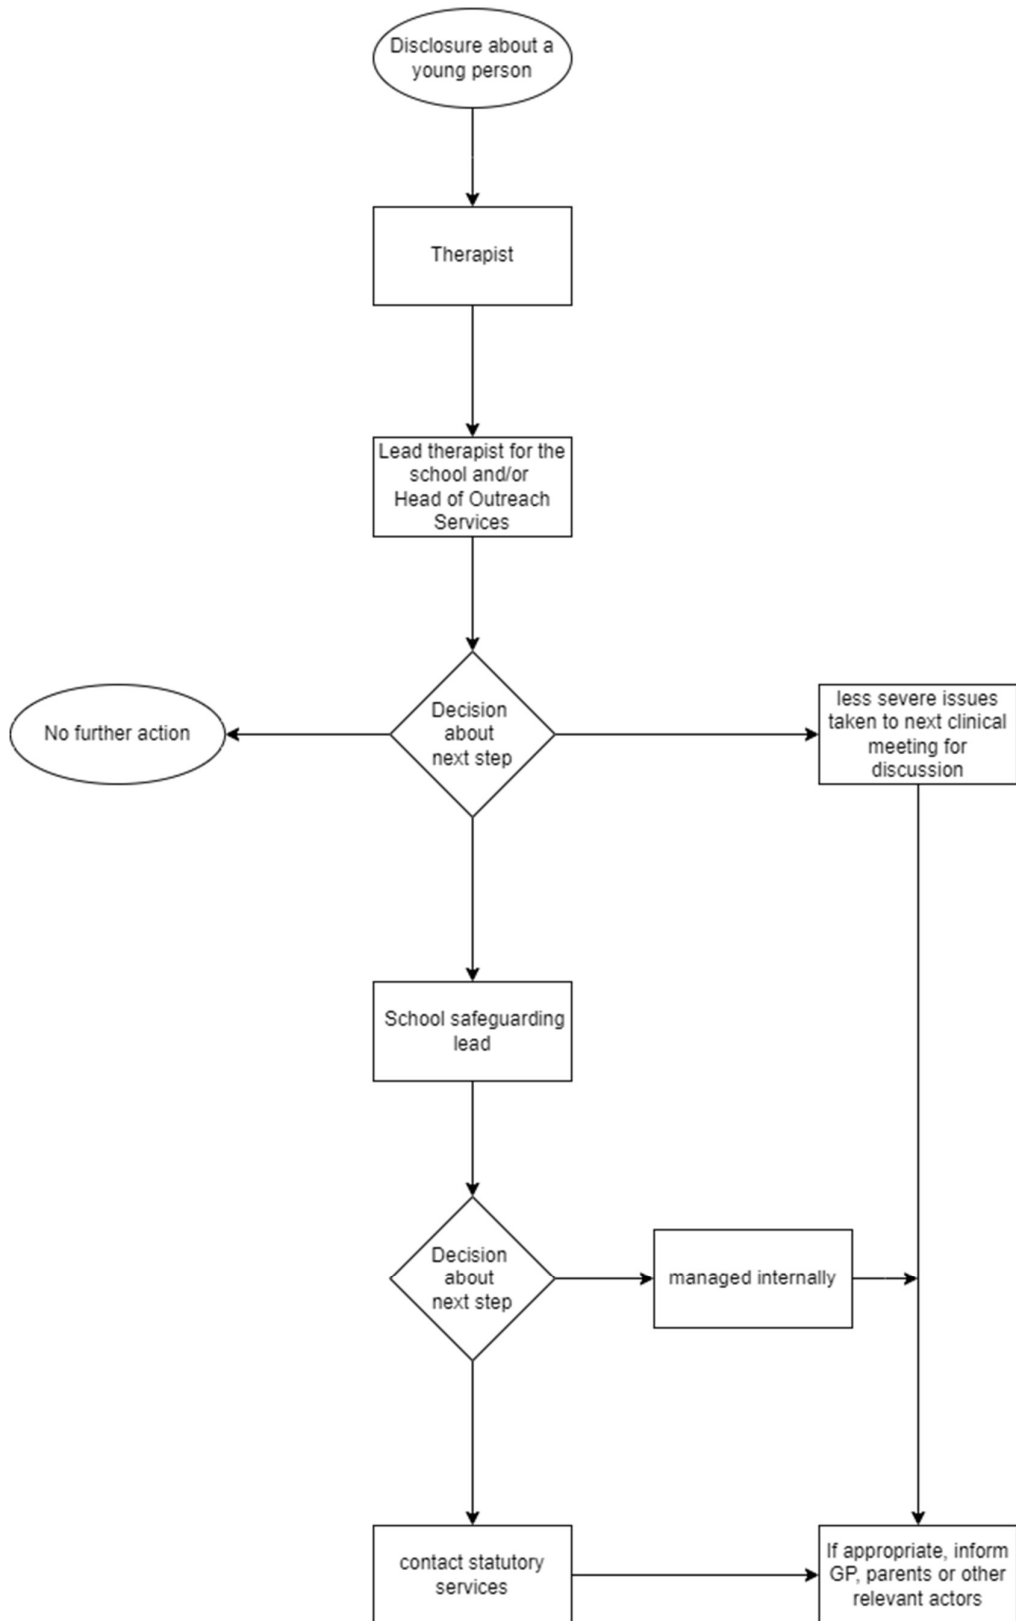 Disclosure about a
young person
Therapist
Lead therapist for the
school and/or
Head of Outreach
Services
Decision
about
next step
No further action
less severe issues
taken to next clinical
meeting for
discussion
School safeguarding
lead
Decision
about
next step
managed internally
contact statutory
services
If appropriate, inform
GP, parents or other
relevant actors